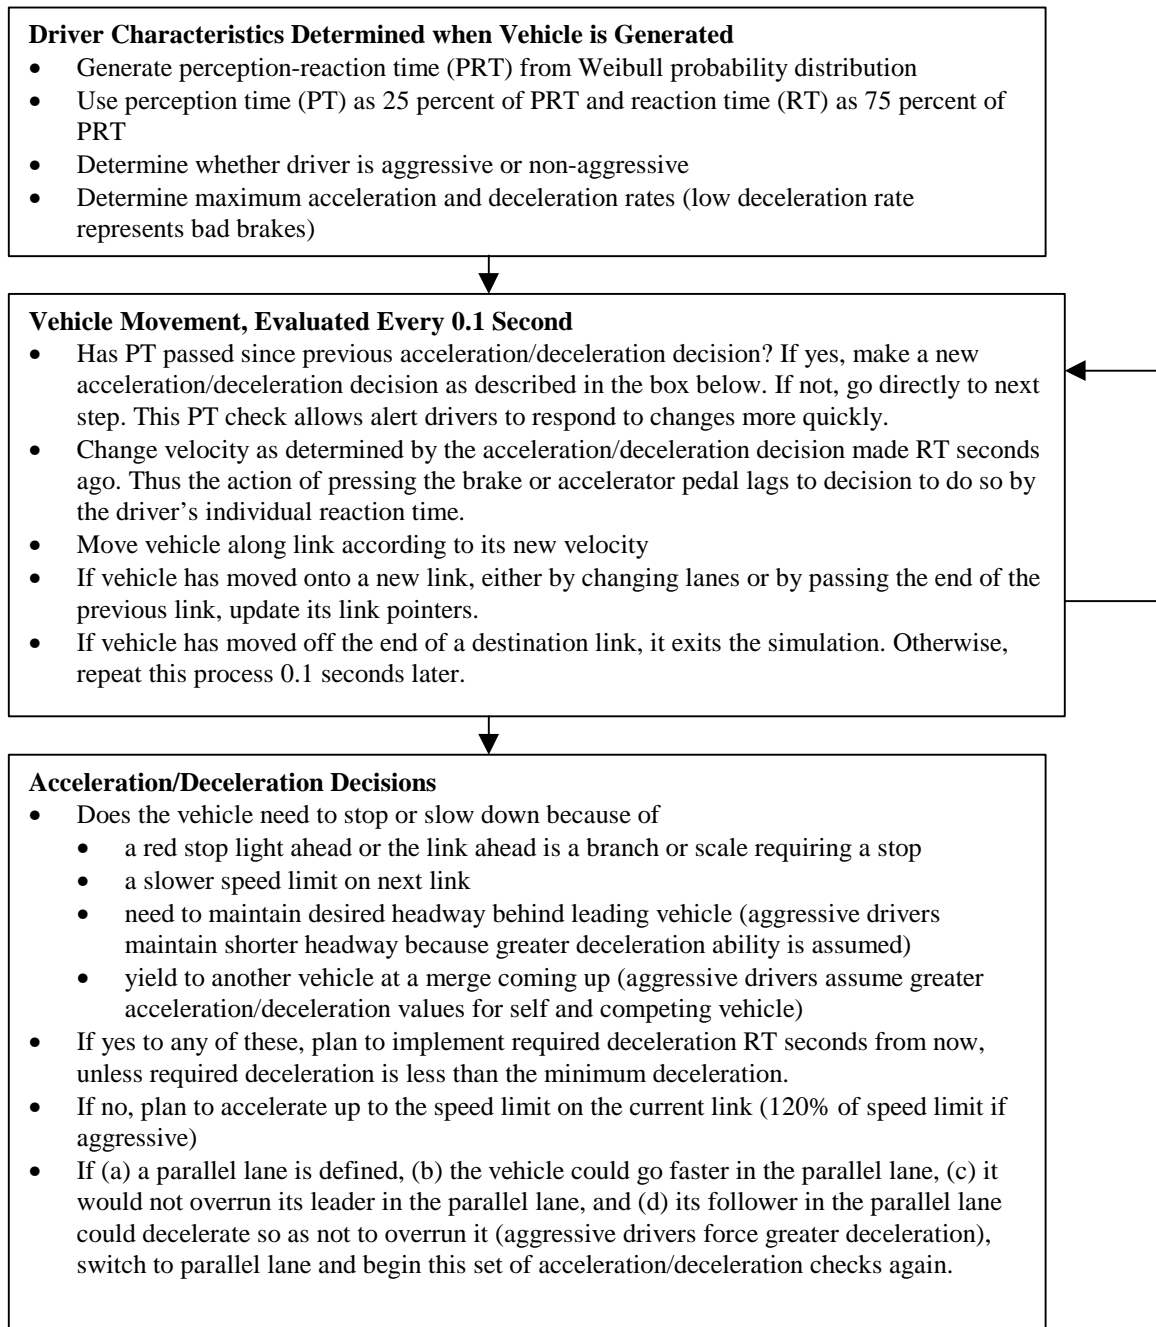 Driver Characteristics Determined when Vehicle is Generated
• Generate perception-reaction time (PRT) from Weibull probability distribution
• Use perception time (PT) as 25 percent of PRT and reaction time (RT) as 75 percent of
PRT
• Determine whether driver is aggressive or non-aggressive
• Determine maximum acceleration and deceleration rates (low deceleration rate
represents bad brakes)
Vehicle Movement, Evaluated Every 0.1 Second
• Has PT passed since previous acceleration/deceleration decision? If yes, make a new
acceleration/deceleration decision as described in the box below. If not, go directly to next
step. This PT check allows alert drivers to respond to changes more quickly.
• Change velocity as determined by the acceleration/deceleration decision made RT seconds
ago. Thus the action of pressing the brake or accelerator pedal lags to decision to do so by
the driver's individual reaction time.
• Move vehicle along link according to its new velocity
• If vehicle has moved onto a new link, either by changing lanes or by passing the end of the
previous link, update its link pointers.
• If vehicle has moved off the end of a destination link, it exits the simulation. Otherwise,
repeat this process 0.1 seconds later.
Acceleration/Deceleration Decisions
• Does the vehicle need to stop or slow down because of
• a red stop light ahead or the link ahead is a branch or scale requiring a stop
• a slower speed limit on next link
• need to maintain desired headway behind leading vehicle (aggressive drivers
maintain shorter headway because greater deceleration ability is assumed)
• yield to another vehicle at a merge coming up (aggressive drivers assume greater
acceleration/deceleration values for self and competing vehicle)
• If yes to any of these, plan to implement required deceleration RT seconds from now,
unless required deceleration is less than the minimum deceleration.
• If no, plan to accelerate up to the speed limit on the current link (120% of speed limit if
aggressive)
• If (a) a parallel lane is defined, (b) the vehicle could go faster in the parallel lane, (c) it
would not overrun its leader in the parallel lane, and (d) its follower in the parallel lane
could decelerate so as not to overrun it (aggressive drivers force greater deceleration),
switch to parallel lane and begin this set of acceleration/deceleration checks again.